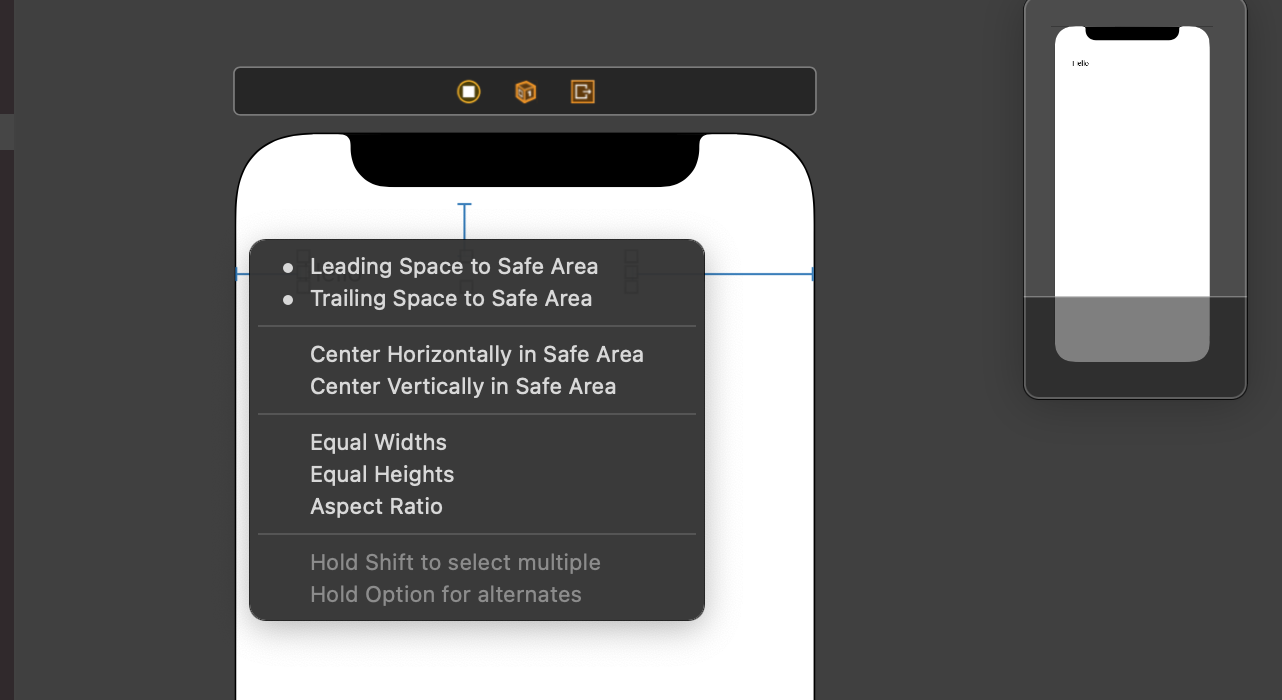 Hello
Leading Space to Safe Area
Trailing Space to Safe Area
Center Horizontally in Safe Area
Center Vertically in Safe Area
Equal Widths
Equal Heights
Aspect Ratio
Hold Shift to select multiple
Hold Option for alternates